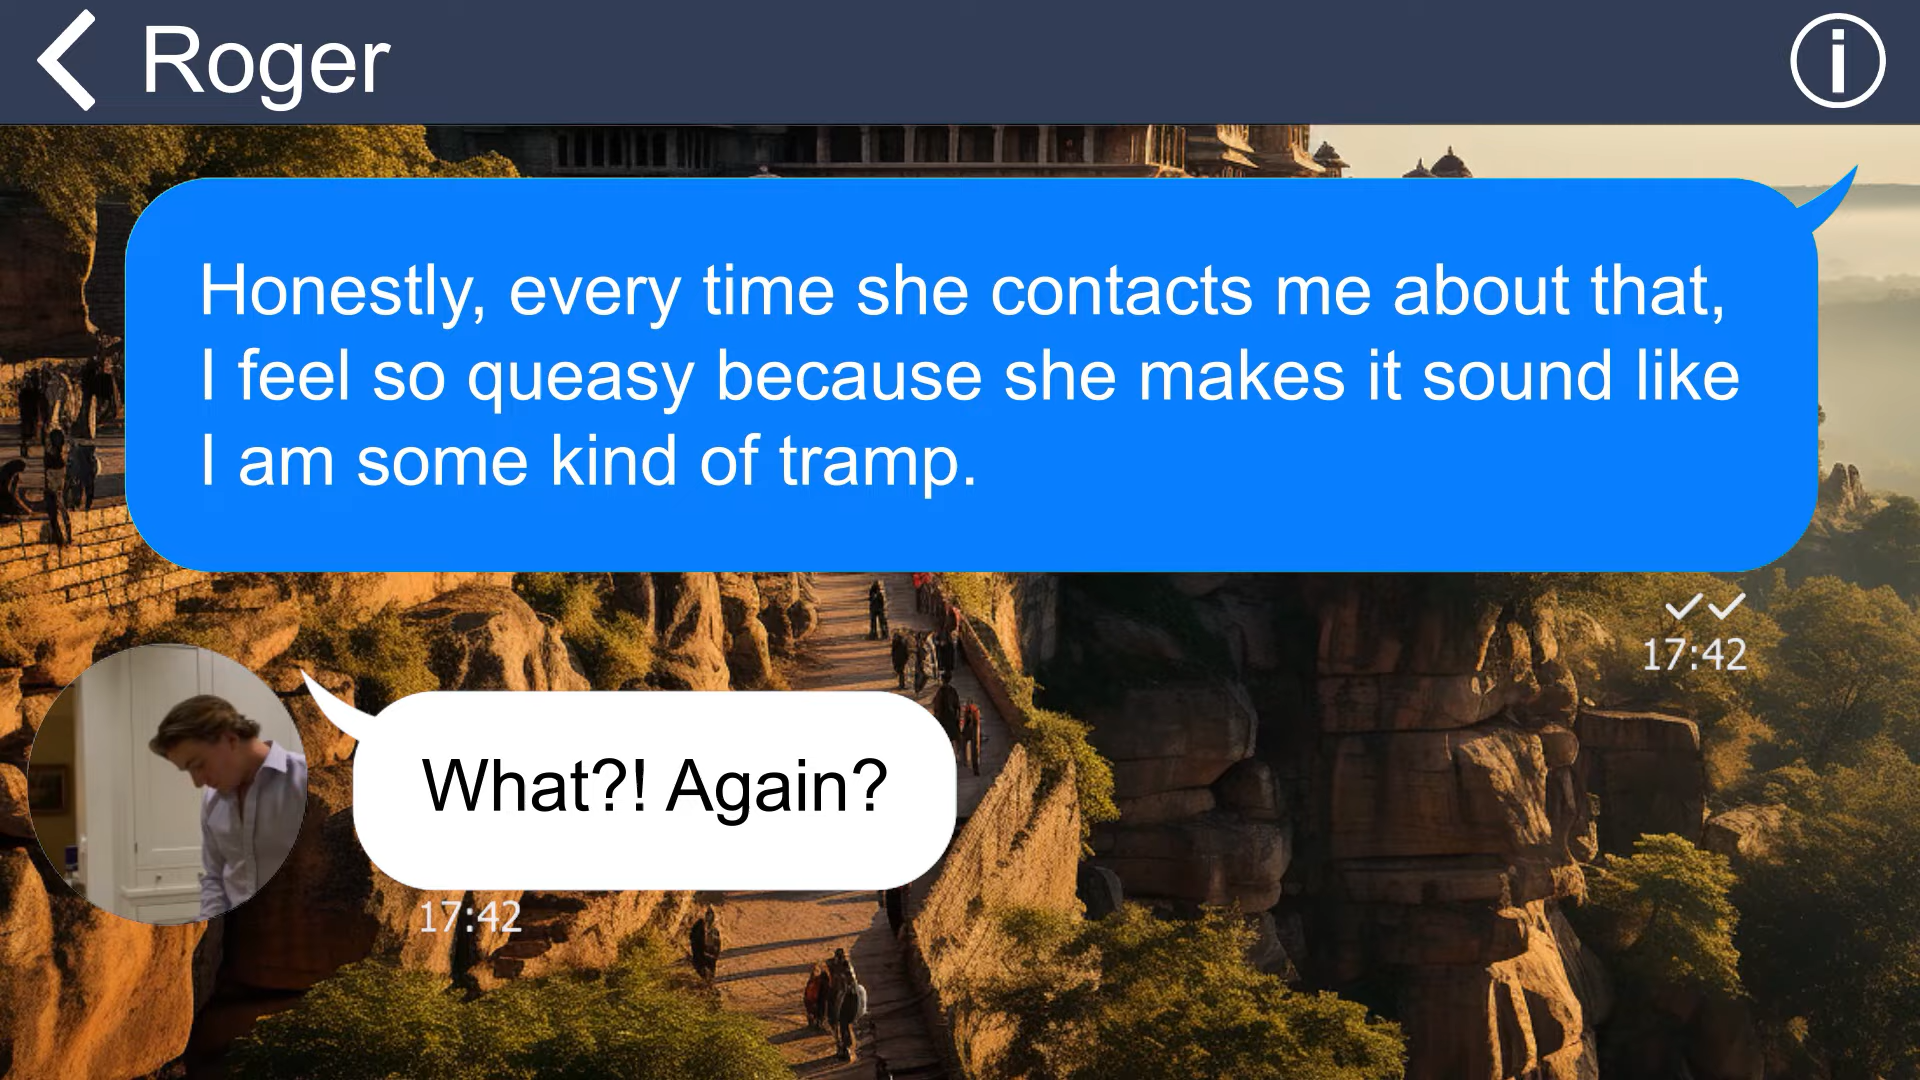 Roger
Honestly, every time she contacts me about that,
I feel so queasy because she makes it sound like
I am some kind of tramp.
17:42
What?! Again?
17:42